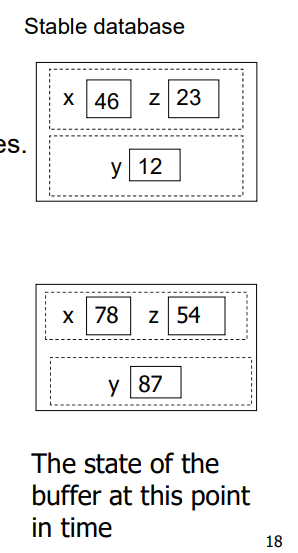 Stable database
x 46 z 23
es.
y 12
x 78 z 54
y 87
The state of the
buffer at this point
in time
18